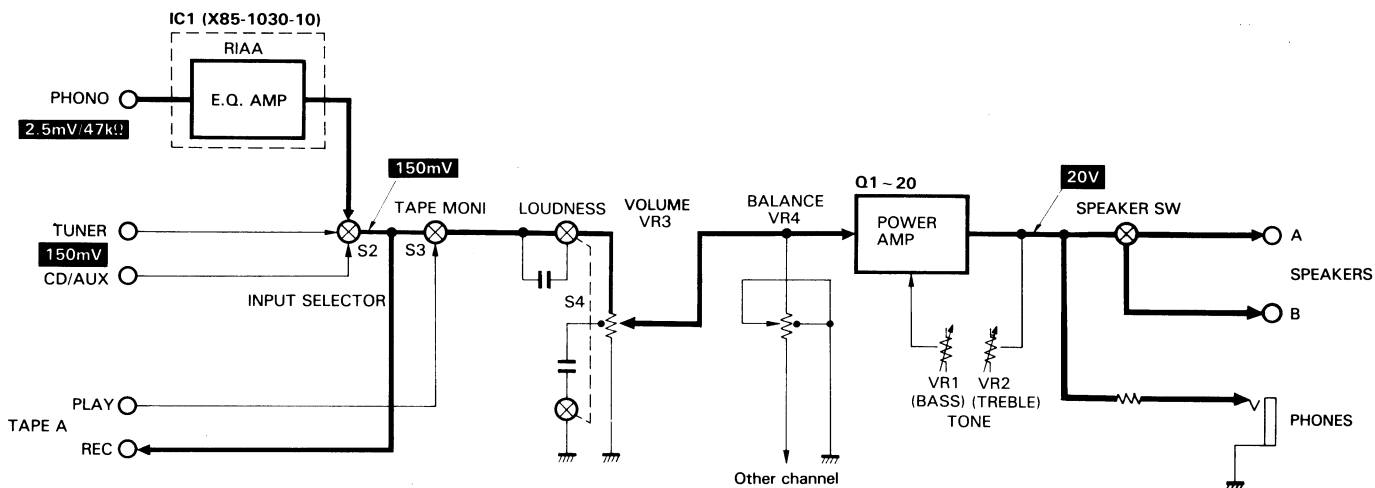 IC1 (X85-1030-10)
RIAA
E.Q. AMP
PHONO
2.5mV/47kΩ
150mV
TUNER
150mV
CD/AUX
S2
INPUT SELECTOR
TAPE MONI
S3
LOUDNESS
S4
VOLUME
VR3
BALANCE
VR4
Q1 ~ 20
POWER
AMP
20V
SPEAKER SW
A
SPEAKERS
B
VR1
(BASS)
VR2
(TREBLE)
TONE
PLAY
TAPE A
REC
Other channel
PHONES